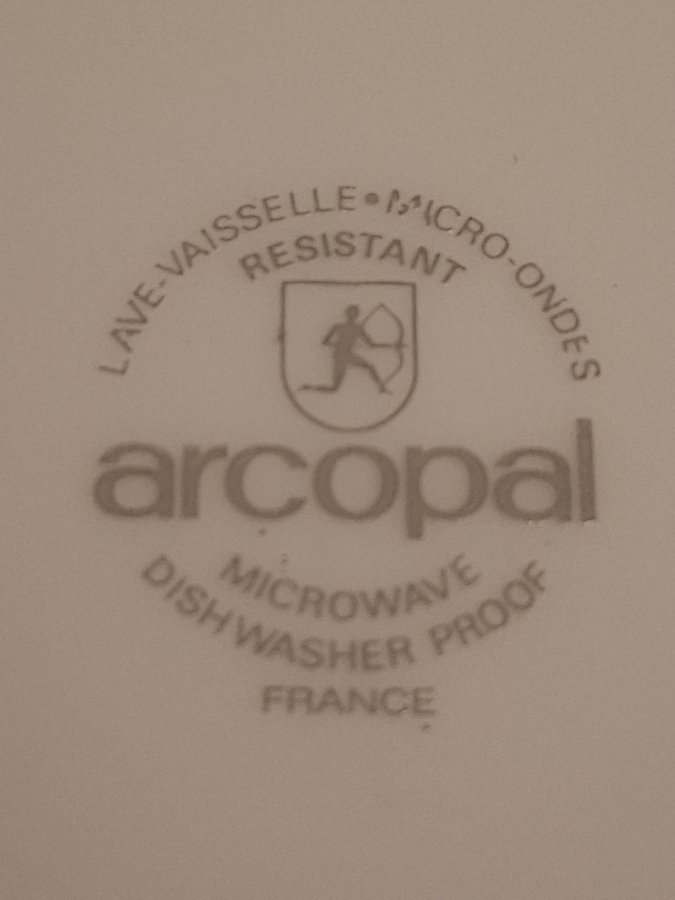 LAVE-VAISSELLE • MICRO-ONDES
RESISTANT
arcopal
MICROWAVE
DISHWASHER PROOF
FRANCE